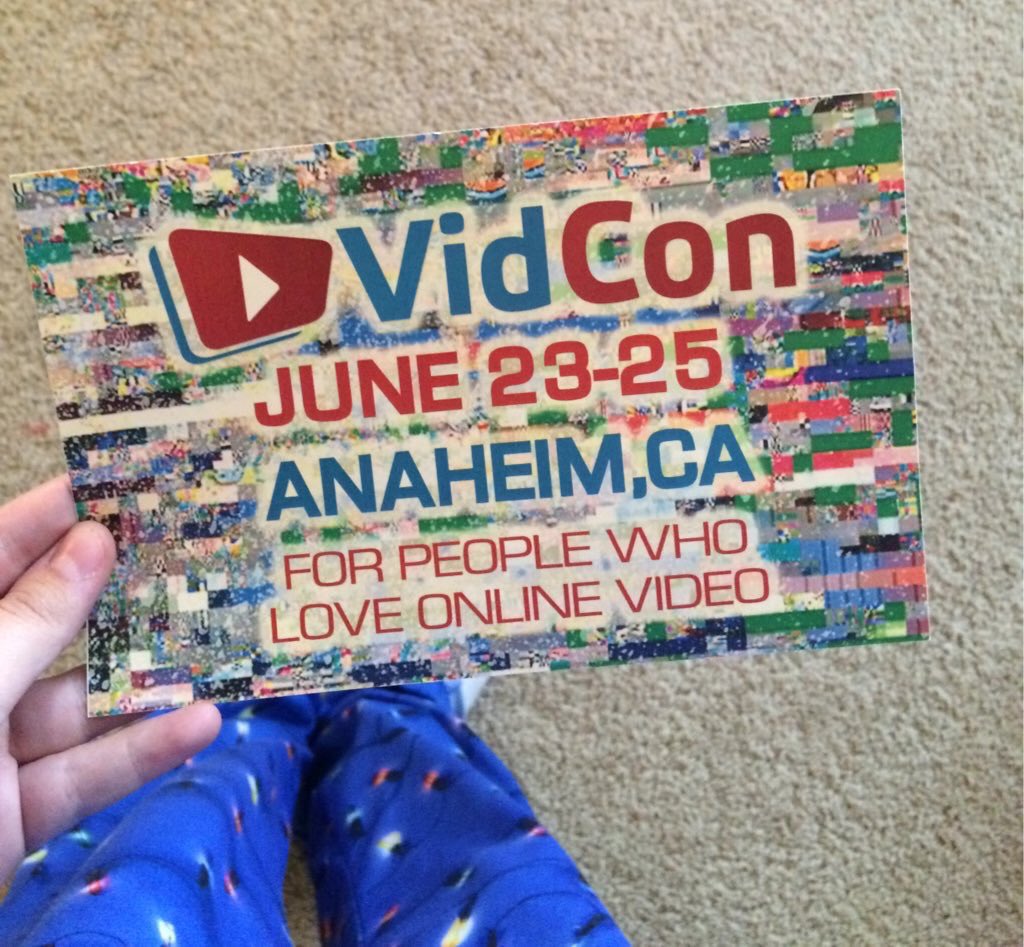 VidCon
JUNE 23-25
ANAHEIM,CA
FOR PEOPLE WHO
LOVE ONLINE VIDEO